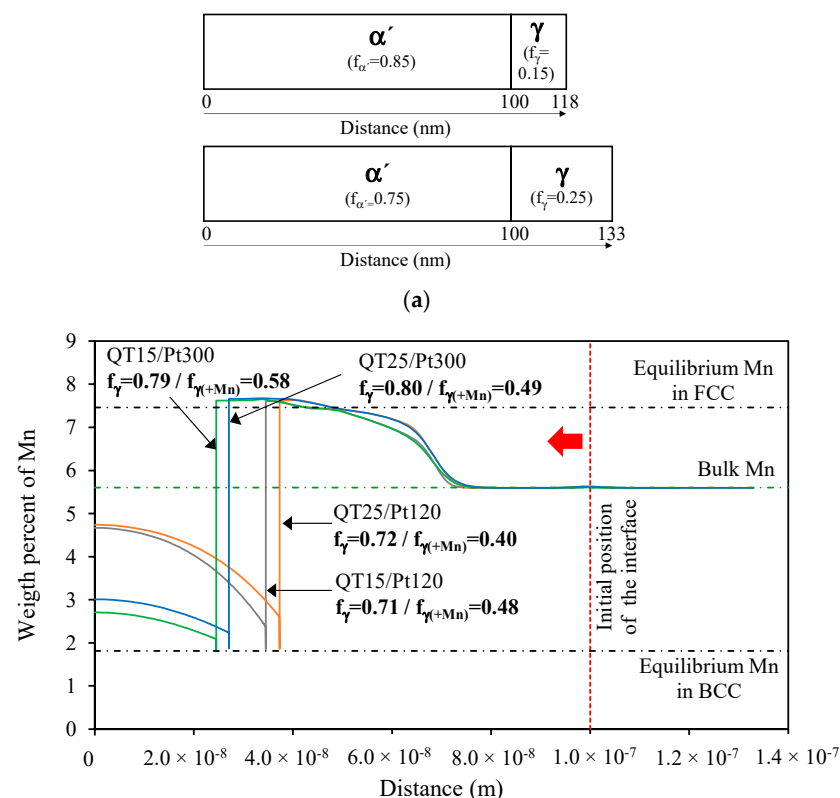 α´ γ
(fα´=0.85) (fγ=
0.15)
0 100 118
Distance (nm)
α´ γ
(fα´=0.75) (fγ=0.25)
0 100 133
Distance (nm)
(a)
9
8
7
6
5
4
3
2
1
0
Weigth percent of Mn
QT15/Pt300
fγ=0.79 / fγ(+Mn)=0.58
QT25/Pt300
fγ=0.80 / fγ(+Mn)=0.49
Equilibrium Mn
in FCC
Bulk Mn
QT25/Pt120
fγ=0.72 / fγ(+Mn)=0.40
QT15/Pt120
fγ=0.71 / fγ(+Mn)=0.48
Initial position
of the interface
Equilibrium Mn
in BCC
0 2.0 × 10⁻⁸ 4.0 × 10⁻⁸ 6.0 × 10⁻⁸ 8.0 × 10⁻⁸ 1.0 × 10⁻⁷ 1.2 × 10⁻⁷ 1.4 × 10⁻⁷
Distance (m)